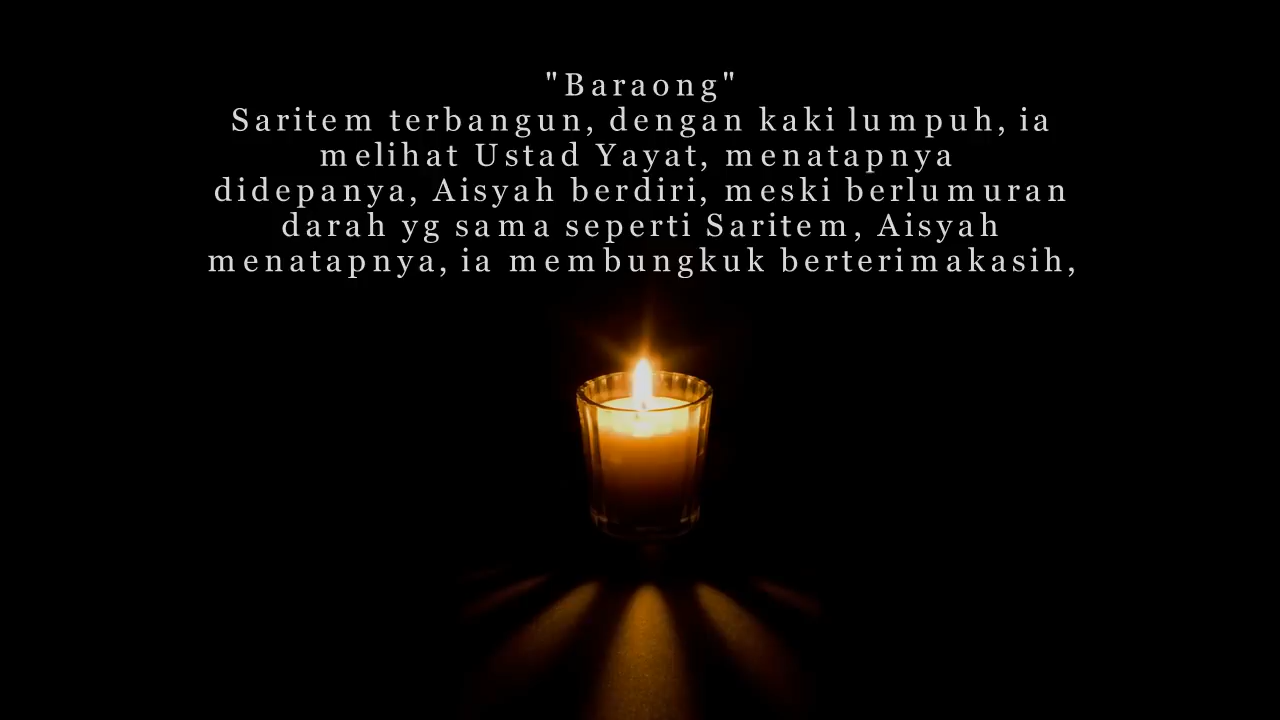 "Baraong"
Saritem terbangun, dengan kaki lumpuh, ia
melihat Ustad Yayat, menatapnya
didepanya, Aisyah berdiri, meski berlumuran
darah yg sama seperti Saritem, Aisyah
menatapnya, ia membungkuk berterimakasih,